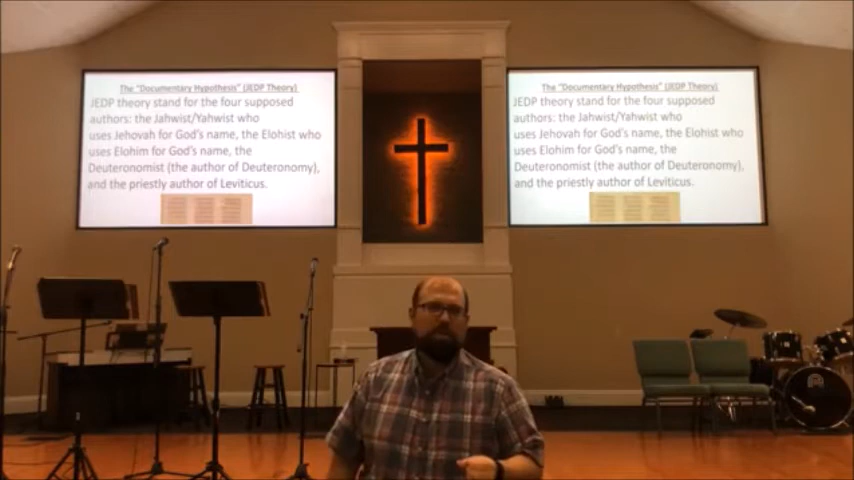 The "Documentary Hypothesis" (JEDP Theory)
JEDP theory stand for the four supposed
authors: the Jahwist/Yahwist who
uses Jehovah for God's name, the Elohist who
uses Elohim for God's name, the
Deuteronomist (the author of Deuteronomy),
and the priestly author of Leviticus.
The "Documentary Hypothesis" (JEDP Theory)
JEDP theory stand for the four supposed
authors: the Jahwist/Yahwist who
uses Jehovah for God's name, the Elohist who
uses Elohim for God's name, the
Deuteronomist (the author of Deuteronomy),
and the priestly author of Leviticus.